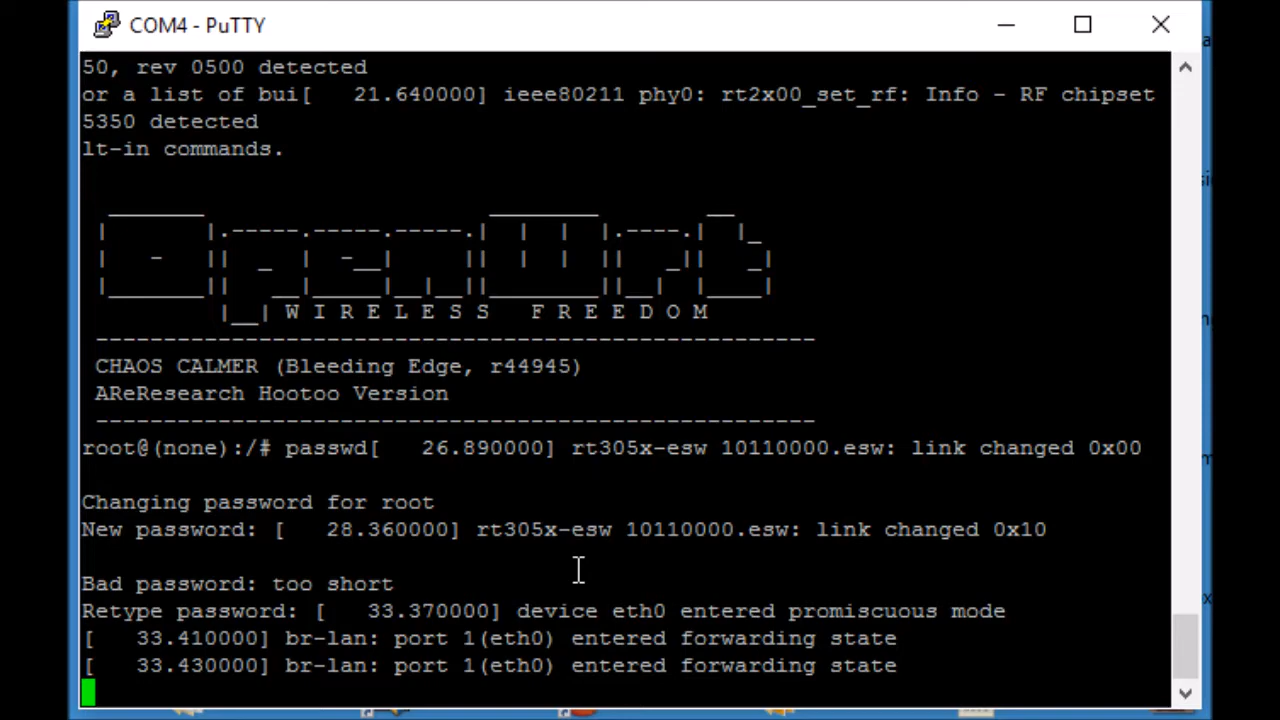 COM4 - PuTTY
50, rev 0500 detected
or a list of bui[   21.640000] ieee80211 phy0: rt2x00_set_rf: Info - RF chipset
5350 detected
lt-in commands.
OpenWrt
W I R E L E S S   F R E E D O M
-----------------------------------------------------
CHAOS CALMER (Bleeding Edge, r44945)
AReResearch Hootoo Version
-----------------------------------------------------
root@(none):/# passwd[   26.890000] rt305x-esw 10110000.esw: link changed 0x00
Changing password for root
New password: [   28.360000] rt305x-esw 10110000.esw: link changed 0x10
Bad password: too short
Retype password: [   33.370000] device eth0 entered promiscuous mode
[   33.410000] br-lan: port 1(eth0) entered forwarding state
[   33.430000] br-lan: port 1(eth0) entered forwarding state